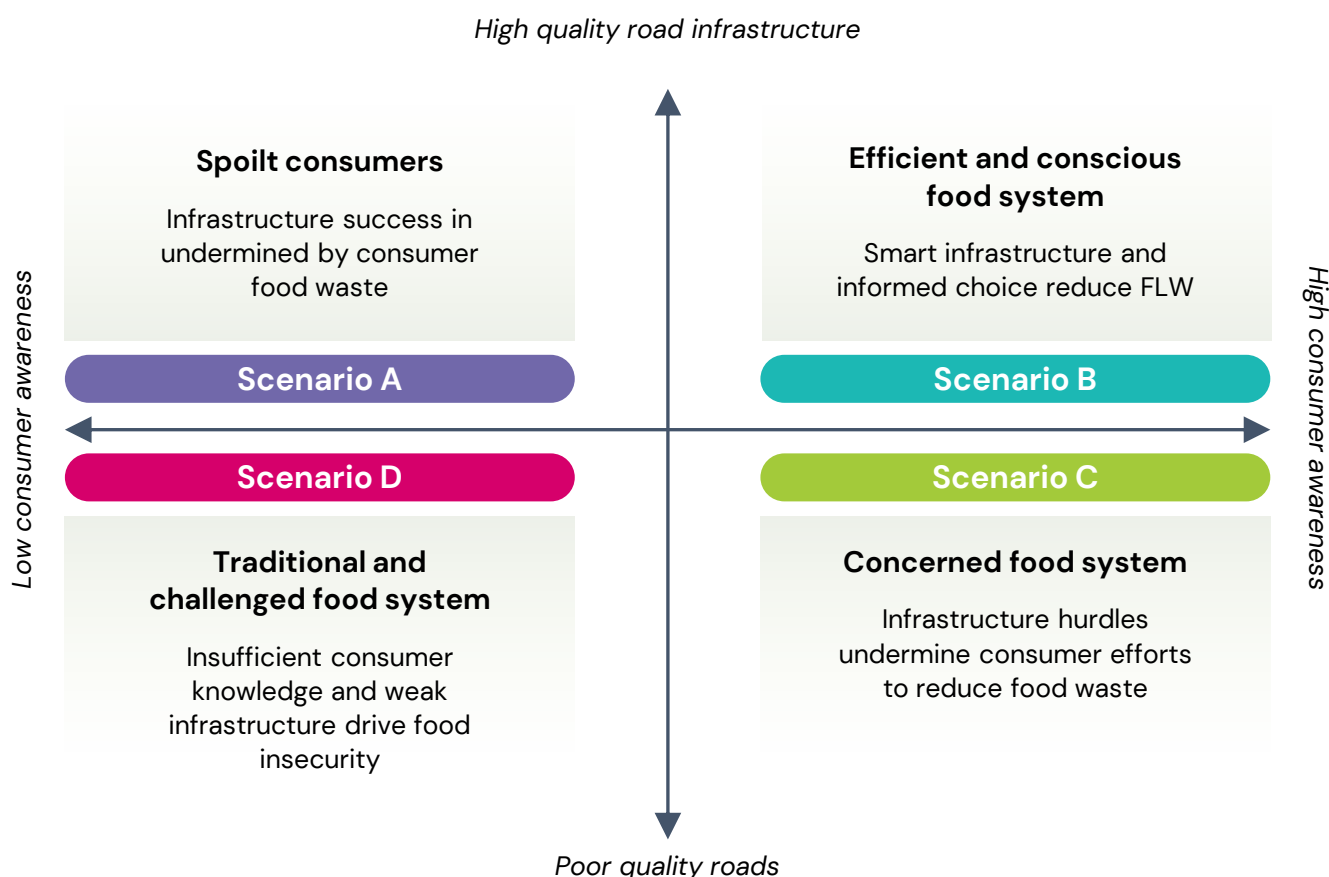 High quality road infrastructure
Spoilt consumers
Infrastructure success in
undermined by consumer
food waste
Efficient and conscious
food system
Smart infrastructure and
informed choice reduce FLW
Low consumer awareness
High consumer awareness
Scenario A
Scenario B
Scenario D
Scenario C
Traditional and
challenged food system
Insufficient consumer
knowledge and weak
infrastructure drive food
insecurity
Concerned food system
Infrastructure hurdles
undermine consumer efforts
to reduce food waste
Poor quality roads